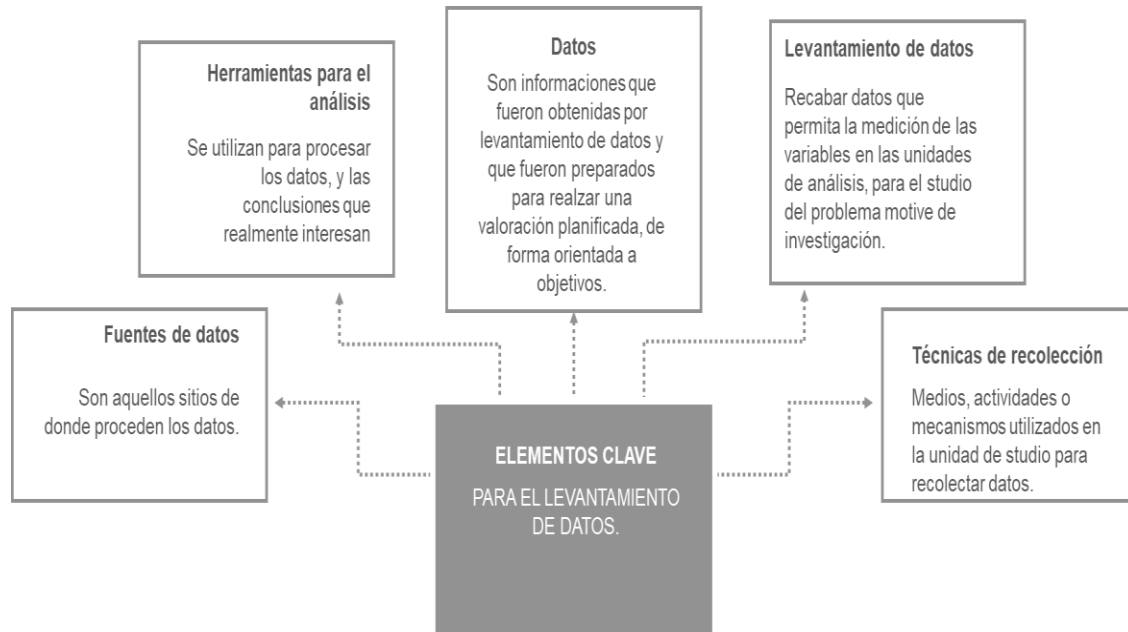 Herramientas para el
análisis
Se utilizan para procesar
los datos, y las
conclusiones que
realmente interesan
Datos
Son informaciones que
fueron obtenidas por
levantamiento de datos y
que fueron preparados
para realzar una
valoración planificada, de
forma orientada a
objetivos.
Levantamiento de datos
Recabar datos que
permita la medición de las
variables en las unidades
de análisis, para el studio
del problema motive de
investigación.
Fuentes de datos
Son aquellos sitios de
donde proceden los datos.
Técnicas de recolección
Medios, actividades o
mecanismos utilizados en
la unidad de studio para
recolectar datos.
ELEMENTOS CLAVE
PARA EL LEVANTAMIENTO
DE DATOS.